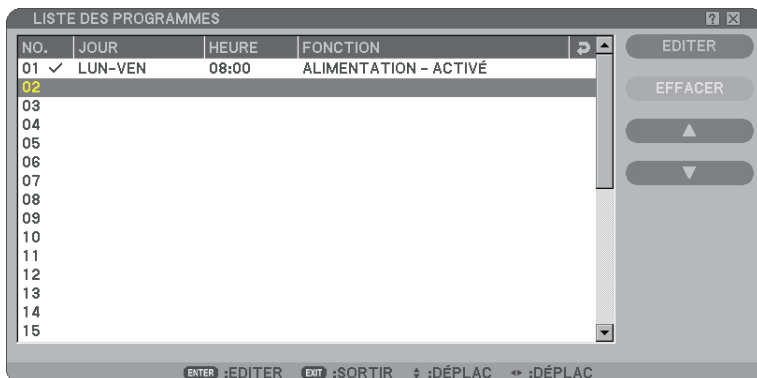 LISTE DES PROGRAMMES
NO. JOUR HEURE FONCTION
01 ✓ LUN-VEN 08:00 ALIMENTATION - ACTIVÉ
02
03
04
05
06
07
08
09
10
11
12
13
14
15
EDITER
EFFACER
ENTER :EDITER EXIT :SORTIR :DÉPLAC :DÉPLAC